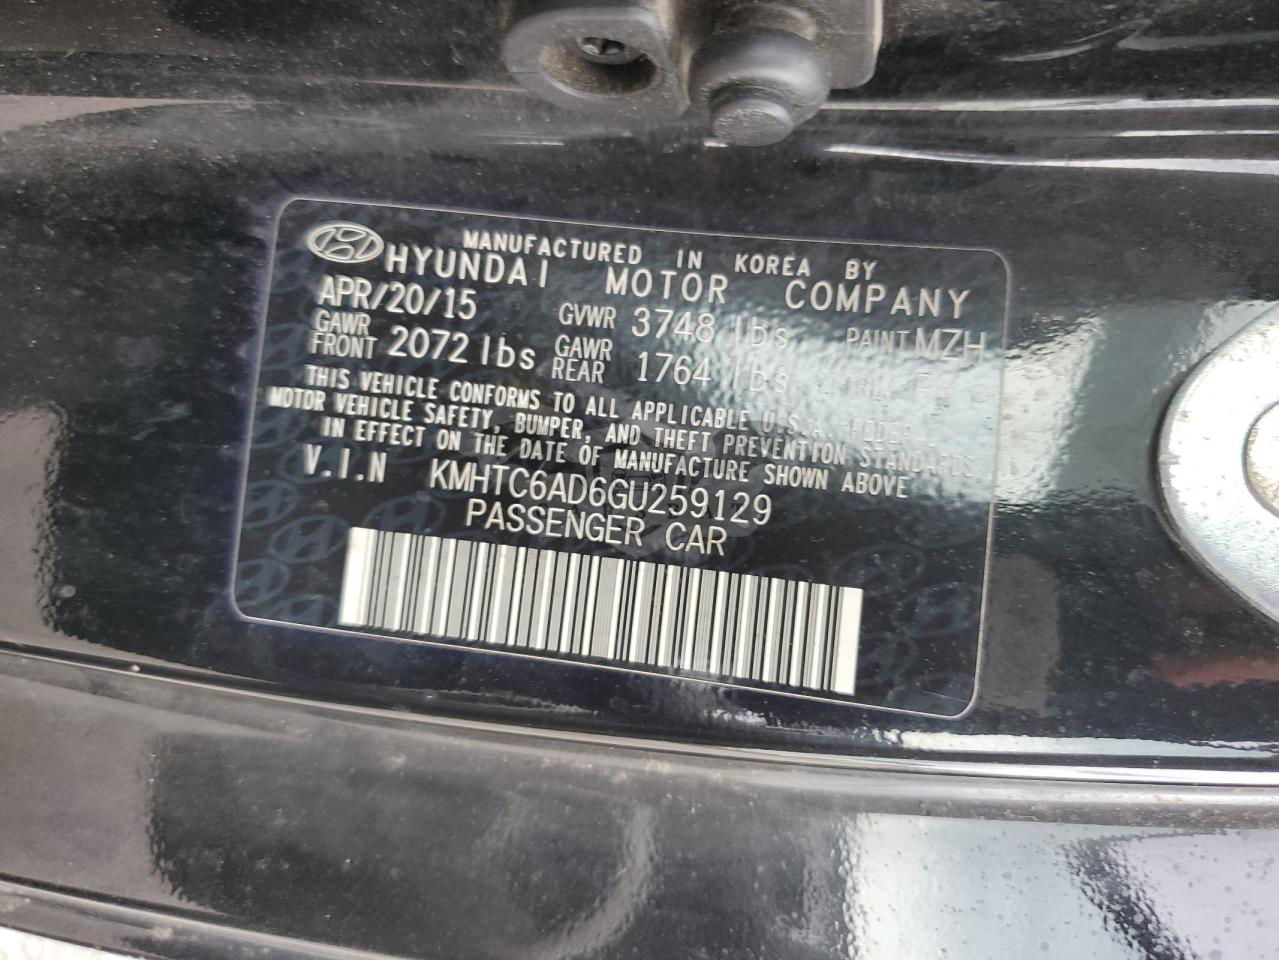 MANUFACTURED IN KOREA BY
HYUNDAI MOTOR COMPANY
APR/20/15 GVWR 3748 lbs PAINT MZH
GAWR FRONT 2072 lbs GAWR REAR 1764 lbs
THIS VEHICLE CONFORMS TO ALL APPLICABLE U.S.A. FEDERAL
MOTOR VEHICLE SAFETY, BUMPER, AND THEFT PREVENTION STANDARDS
IN EFFECT ON THE DATE OF MANUFACTURE SHOWN ABOVE
V.I.N KMHTC6AD6GU259129
PASSENGER CAR